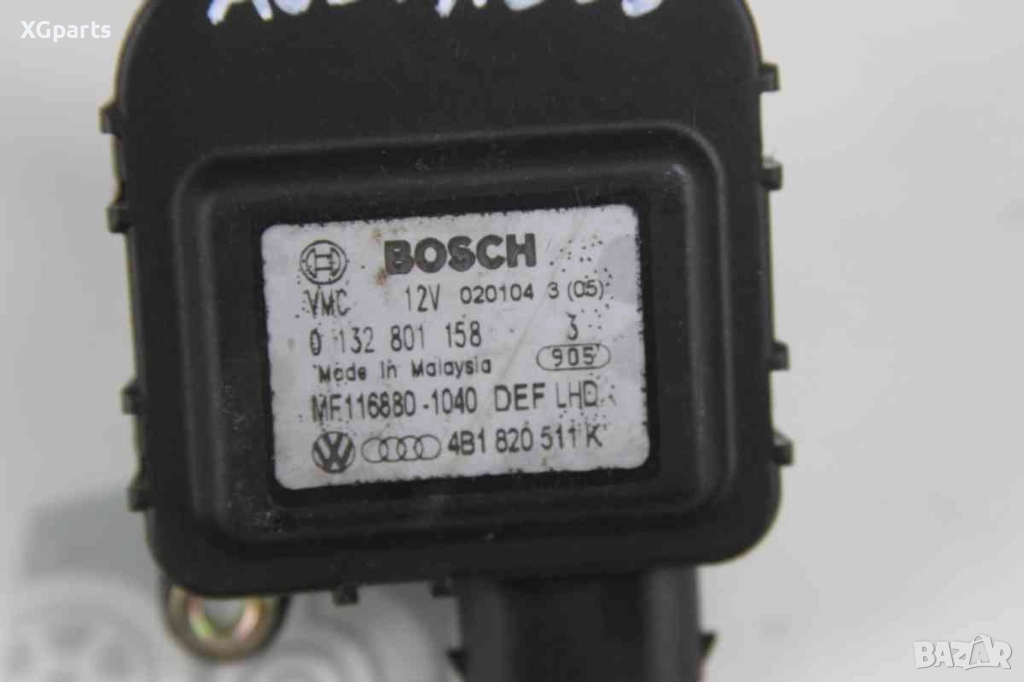 XGparts
BOSCH
VMC 12V 020104 3 (05)
0 132 801 158 3
Made in Malaysia 905
MF116880-1040 DEF LHD
4B1 820 511 K
BAZAR